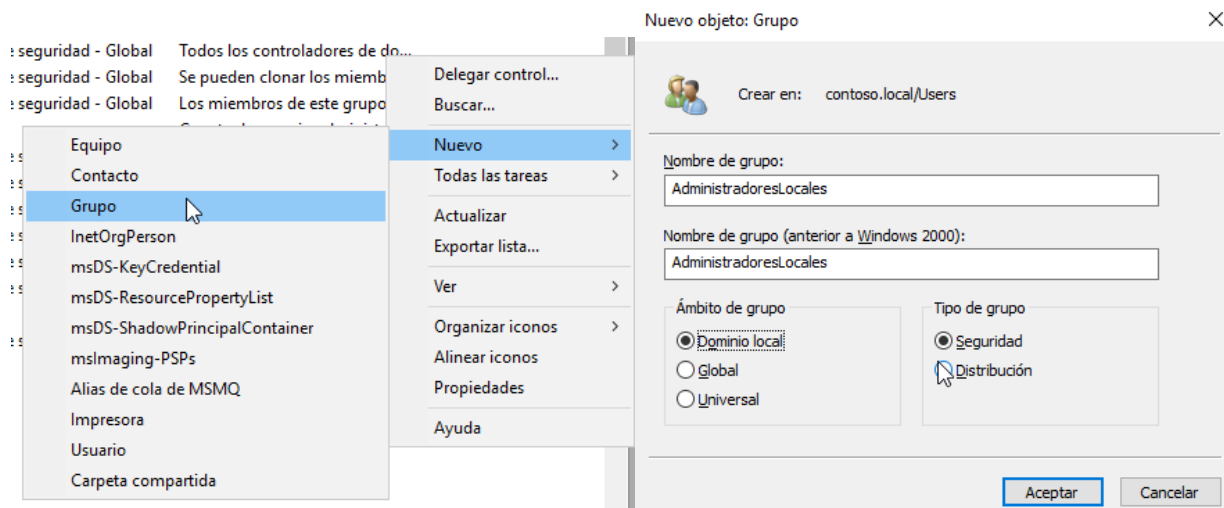 e seguridad - Global Todos los controladores de do...
e seguridad - Global Se pueden clonar los miemb
e seguridad - Global Los miembros de este grupo
Delegar control...
Buscar...
Nuevo
Todas las tareas
Actualizar
Exportar lista...
Ver
Organizar iconos
Alinear iconos
Propiedades
Ayuda
Equipo
Contacto
Grupo
InetOrgPerson
msDS-KeyCredential
msDS-ResourcePropertyList
msDS-ShadowPrincipalContainer
msImaging-PSPs
Alias de cola de MSMQ
Impresora
Usuario
Carpeta compartida
Nuevo objeto: Grupo
Crear en: contoso.local/Users
Nombre de grupo:
AdministradoresLocales
Nombre de grupo (anterior a Windows 2000):
AdministradoresLocales
Ámbito de grupo
Dominio local
Global
Universal
Tipo de grupo
Seguridad
Distribución
Aceptar Cancelar